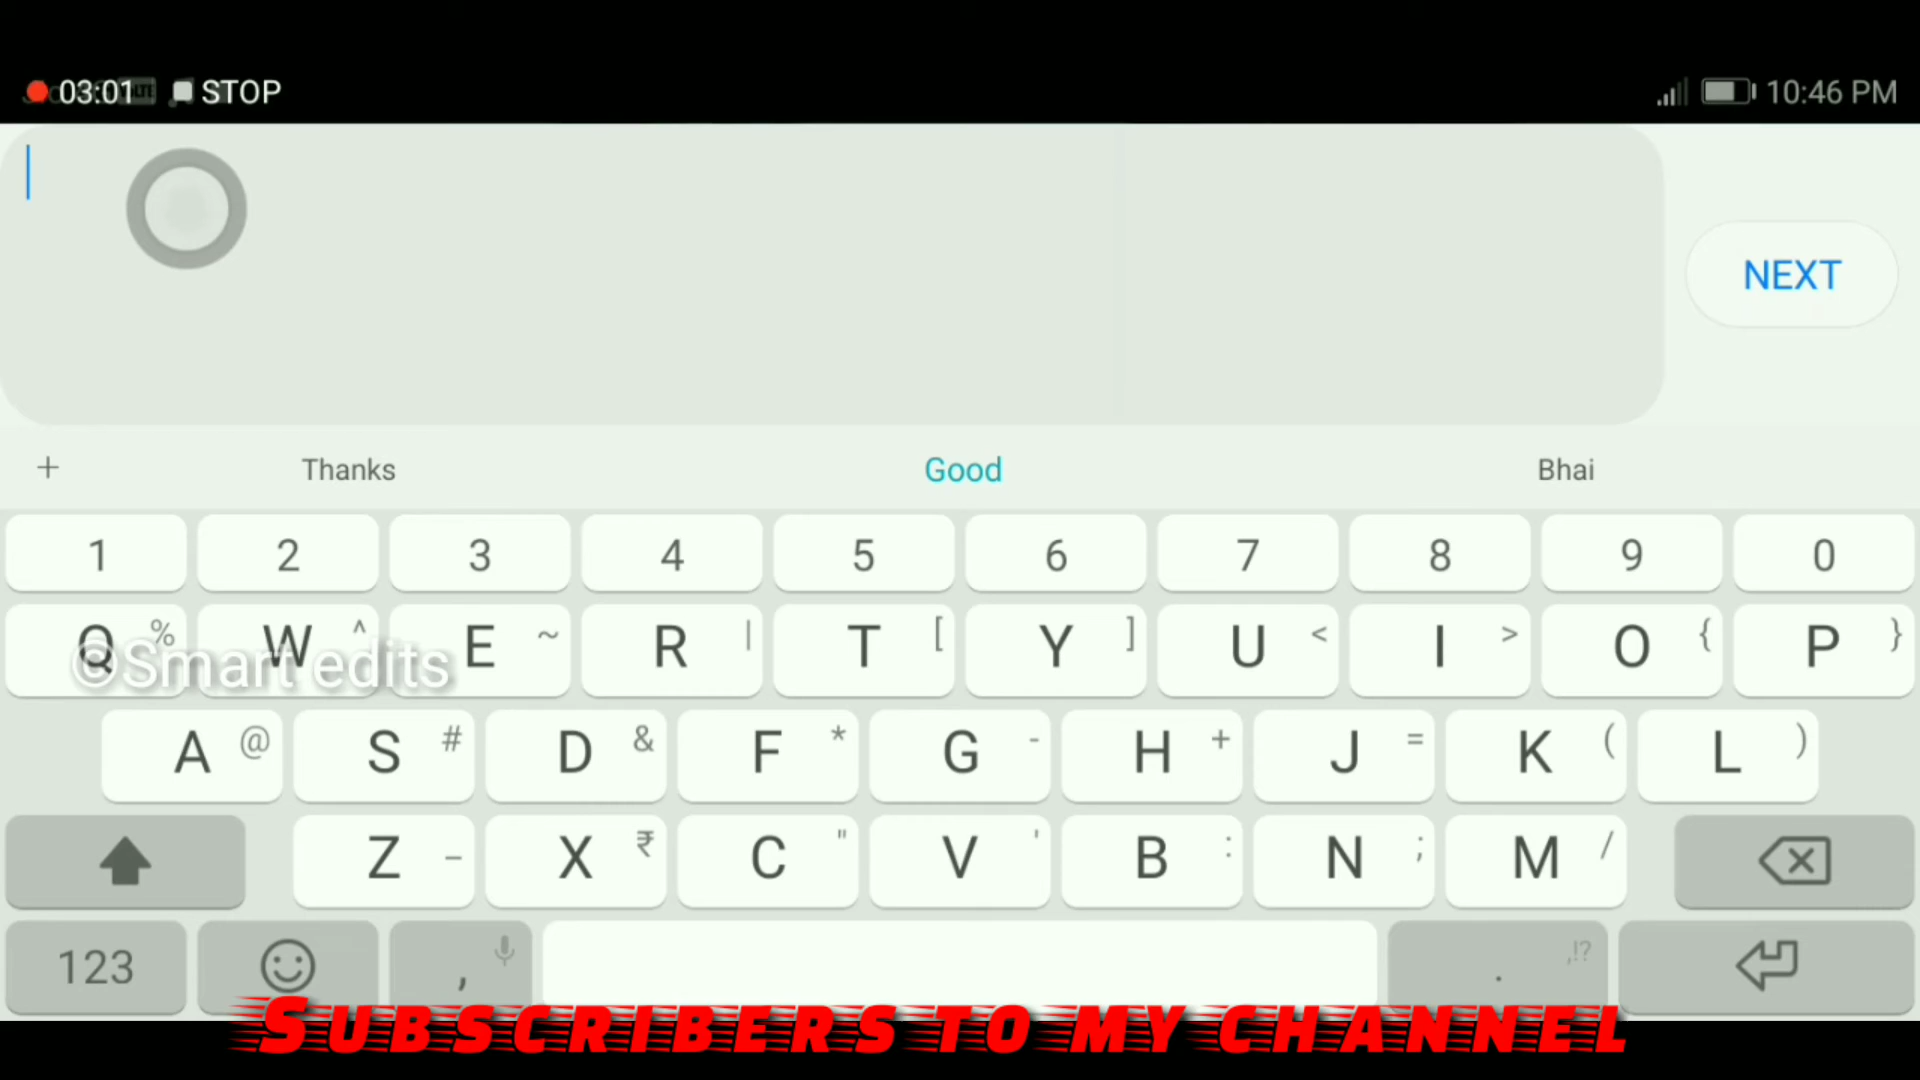 03:01 STOP 10:46 PM
NEXT
+ Thanks Good Bhai
1 2 3 4 5 6 7 8 9 0
Q % W ^ E ~ R | T [ Y ] U < I > O { P }
©Smart edits
A @ S # D & F * G - H + J = K ( L )
Z _ X ₹ C " V ' B : N ; M /
123 , . ,!?
SUBSCRIBERS TO MY CHANNEL